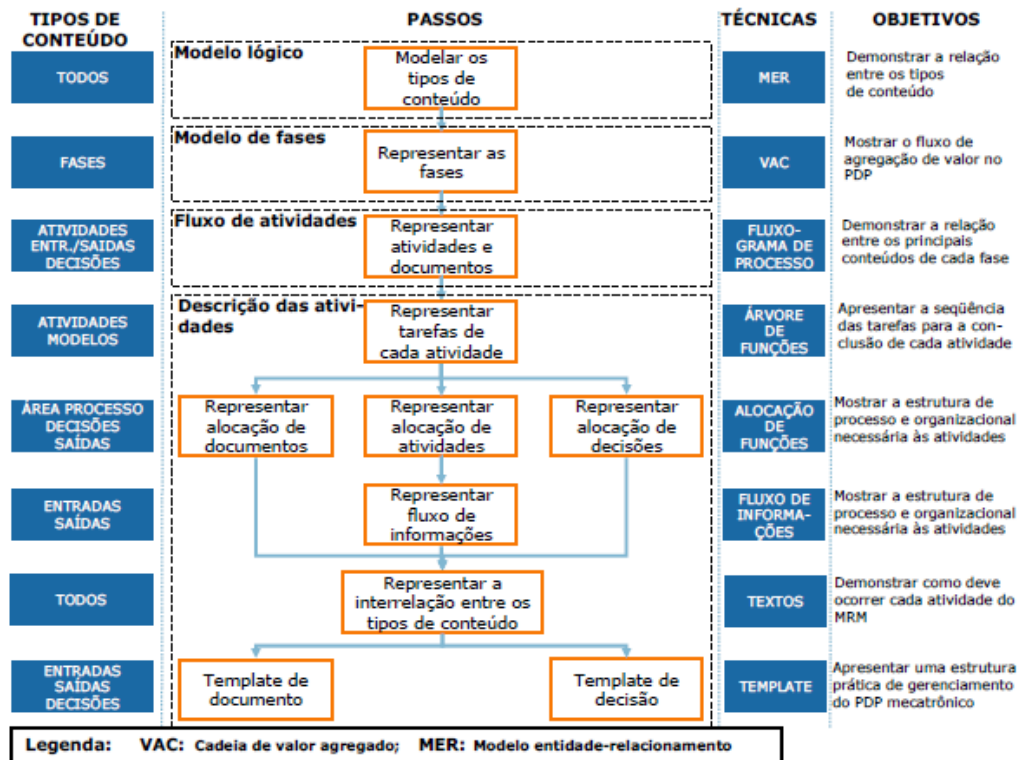 TIPOS DE
CONTEÚDO
PASSOS
TÉCNICAS
OBJETIVOS
TODOS
Modelo lógico
Modelar os
tipos de
conteúdo
MER
Demonstrar a relação
entre os tipos
de conteúdo
FASES
Modelo de fases
Representar as
fases
VAC
Mostrar o fluxo de
agregação de valor no
PDP
ATIVIDADES
ENTR./SAIDAS
DECISÕES
Fluxo de atividades
Representar
atividades e
documentos
FLUXO-
GRAMA DE
PROCESSO
Demonstrar a relação
entre os principais
conteúdos de cada fase
ATIVIDADES
MODELOS
Descrição das ativi-
dades
Representar
tarefas de
cada atividade
ÁRVORE
DE
FUNÇÕES
Apresentar a seqüência
das tarefas para a con-
clusão de cada atividade
ÁREA PROCESSO
DECISÕES
SAÍDAS
Representar
alocação de
documentos
Representar
alocação de
atividades
Representar
alocação de
decisões
ALOCAÇÃO
DE
FUNÇÕES
Mostrar a estrutura de
processo e organizacional
necessária às atividades
ENTRADAS
SAÍDAS
Representar
fluxo de
informações
FLUXO DE
INFORMA-
ÇÕES
Mostrar a estrutura de
processo e organizacional
necessária às atividades
TODOS
Representar a
interrelação entre os
tipos de conteúdo
TEXTOS
Demonstrar como deve
ocorrer cada atividade do
MRM
ENTRADAS
SAÍDAS
DECISÕES
Template de
documento
Template de
decisão
TEMPLATE
Apresentar uma estrutura
prática de gerenciamento
do PDP mecatrônico
Legenda: VAC: Cadeia de valor agregado; MER: Modelo entidade-relacionamento